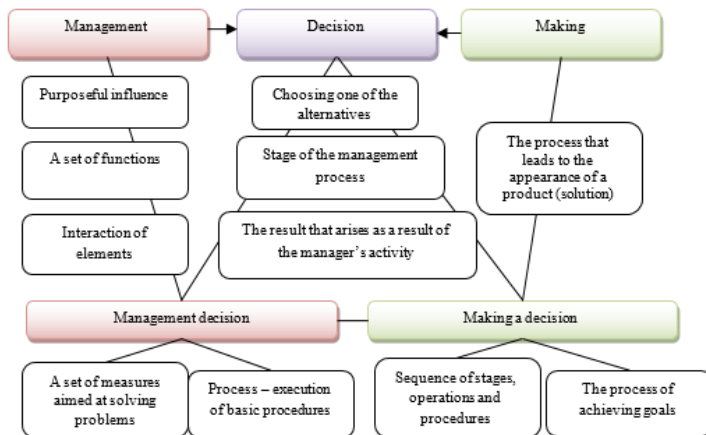 Management
Decision
Making
Purposeful influence
A set of functions
Interaction of
elements
Choosing one of the
alternatives
Stage of the management
process
The result that arises as a result of
the manager's activity
The process that
leads to the
appearance of a
product (solution)
Management decision
Making a decision
A set of measures
aimed at solving
problems
Process – execution
of basic procedures
Sequence of stages,
operations and
procedures
The process of
achieving goals